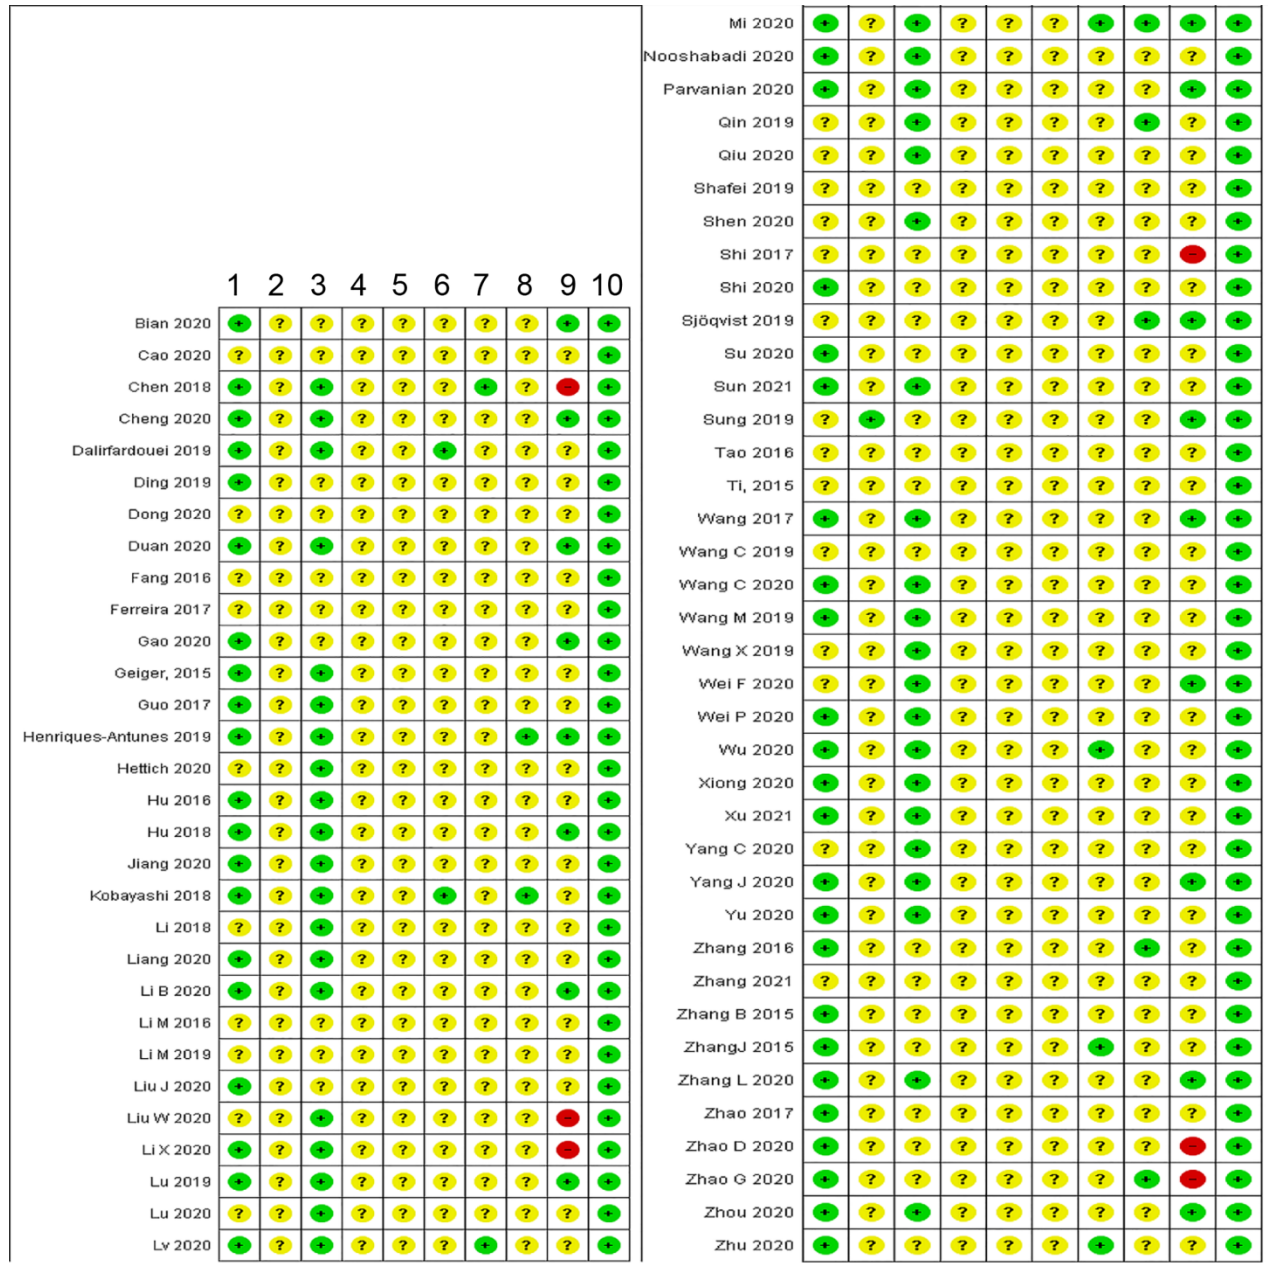 1 2 3 4 5 6 7 8 9 10
Bian 2020 + ? ? ? ? ? ? ? + +
Cao 2020 ? ? ? ? ? ? ? ? ? +
Chen 2018 + ? + ? ? ? + ? - +
Cheng 2020 + ? + ? ? ? ? ? + +
Dalirfardouei 2019 + ? + ? ? + ? ? ? +
Ding 2019 + ? ? ? ? ? ? ? ? +
Dong 2020 ? ? ? ? ? ? ? ? ? +
Duan 2020 + ? + ? ? ? ? ? + +
Fang 2016 ? ? ? ? ? ? ? ? ? +
Ferreira 2017 ? ? ? ? ? ? ? ? ? +
Gao 2020 + ? ? ? ? ? ? ? + +
Geiger, 2015 + ? + ? ? ? ? ? ? +
Guo 2017 + ? + ? ? ? ? ? ? +
Henriques-Antunes 2019 + ? + ? ? ? ? + + +
Hettich 2020 ? ? + ? ? ? ? ? ? +
Hu 2016 + ? + ? ? ? ? ? ? +
Hu 2018 + ? + ? ? ? ? ? + +
Jiang 2020 + ? + ? ? ? ? ? ? +
Kobayashi 2018 + ? + ? ? + ? + ? +
Li 2018 ? ? + ? ? ? ? ? ? +
Liang 2020 + ? + ? ? ? ? ? ? +
Li B 2020 + ? + ? ? ? ? ? + +
Li M 2016 ? ? ? ? ? ? ? ? ? +
Li M 2019 ? ? ? ? ? ? ? ? ? +
Liu J 2020 + ? ? ? ? ? ? ? ? +
Liu W 2020 ? ? + ? ? ? ? ? - +
Li X 2020 + ? + ? ? ? ? ? - +
Lu 2019 + ? + ? ? ? ? ? + +
Lu 2020 ? ? + ? ? ? ? ? ? +
Lv 2020 + ? + ? ? ? + ? ? +
Mi 2020 + ? + ? ? ? + + + +
Nooshabadi 2020 + ? + ? ? ? ? ? ? +
Parvanian 2020 + ? + ? ? ? ? ? + +
Qin 2019 ? ? + ? ? ? ? + ? +
Qiu 2020 ? ? + ? ? ? ? ? ? +
Shafei 2019 ? ? ? ? ? ? ? ? ? +
Shen 2020 ? ? + ? ? ? ? ? ? +
Shi 2017 ? ? ? ? ? ? ? ? - +
Shi 2020 + ? ? ? ? ? ? ? ? +
Sjöqvist 2019 ? ? ? ? ? ? ? + + +
Su 2020 + ? ? ? ? ? ? ? ? +
Sun 2021 + ? + ? ? ? ? ? ? +
Sung 2019 ? + ? ? ? ? ? ? + +
Tao 2016 ? ? ? ? ? ? ? ? ? +
Ti, 2015 ? ? ? ? ? ? ? ? ? +
Wang 2017 + ? + ? ? ? ? ? + +
Wang C 2019 ? ? ? ? ? ? ? ? ? +
Wang C 2020 + ? + ? ? ? ? ? ? +
Wang M 2019 + ? + ? ? ? ? ? ? +
Wang X 2019 ? ? + ? ? ? ? ? ? +
Wei F 2020 ? ? + ? ? ? ? ? + +
Wei P 2020 + ? + ? ? ? ? ? ? +
Wu 2020 + ? + ? ? ? + ? ? +
Xiong 2020 + ? + ? ? ? ? ? ? +
Xu 2021 + ? + ? ? ? ? ? ? +
Yang C 2020 ? ? + ? ? ? ? ? ? +
Yang J 2020 + ? + ? ? ? ? ? + +
Yu 2020 + ? + ? ? ? ? ? ? +
Zhang 2016 + ? ? ? ? ? ? + ? +
Zhang 2021 ? ? ? ? ? ? ? ? ? +
Zhang B 2015 + ? ? ? ? ? ? ? ? +
ZhangJ 2015 + ? ? ? ? ? + ? ? +
Zhang L 2020 + ? + ? ? ? ? ? + +
Zhao 2017 + ? ? ? ? ? ? ? ? +
Zhao D 2020 + ? ? ? ? ? ? ? - +
Zhao G 2020 + ? ? ? ? ? ? + - +
Zhou 2020 + ? + ? ? ? ? ? + +
Zhu 2020 + ? ? ? ? ? + ? ? +